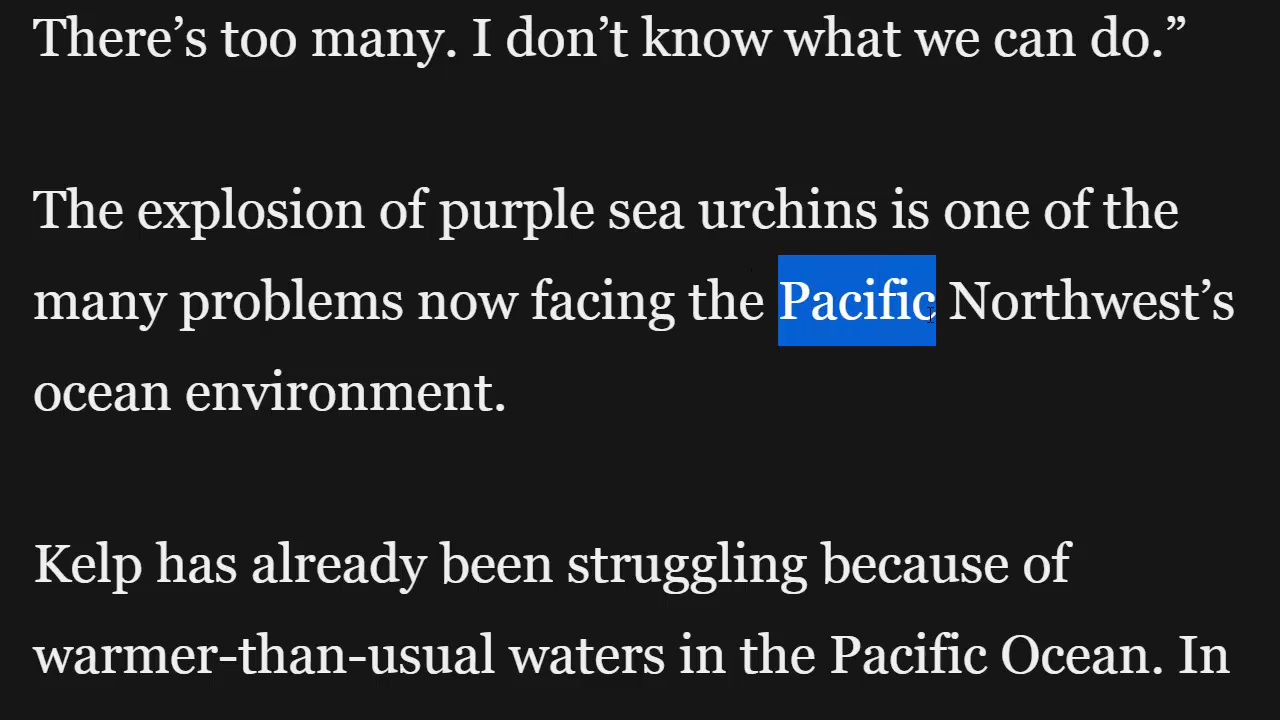 There’s too many. I don’t know what we can do.”
The explosion of purple sea urchins is one of the
many problems now facing the Pacific Northwest’s
ocean environment.
Kelp has already been struggling because of
warmer-than-usual waters in the Pacific Ocean. In